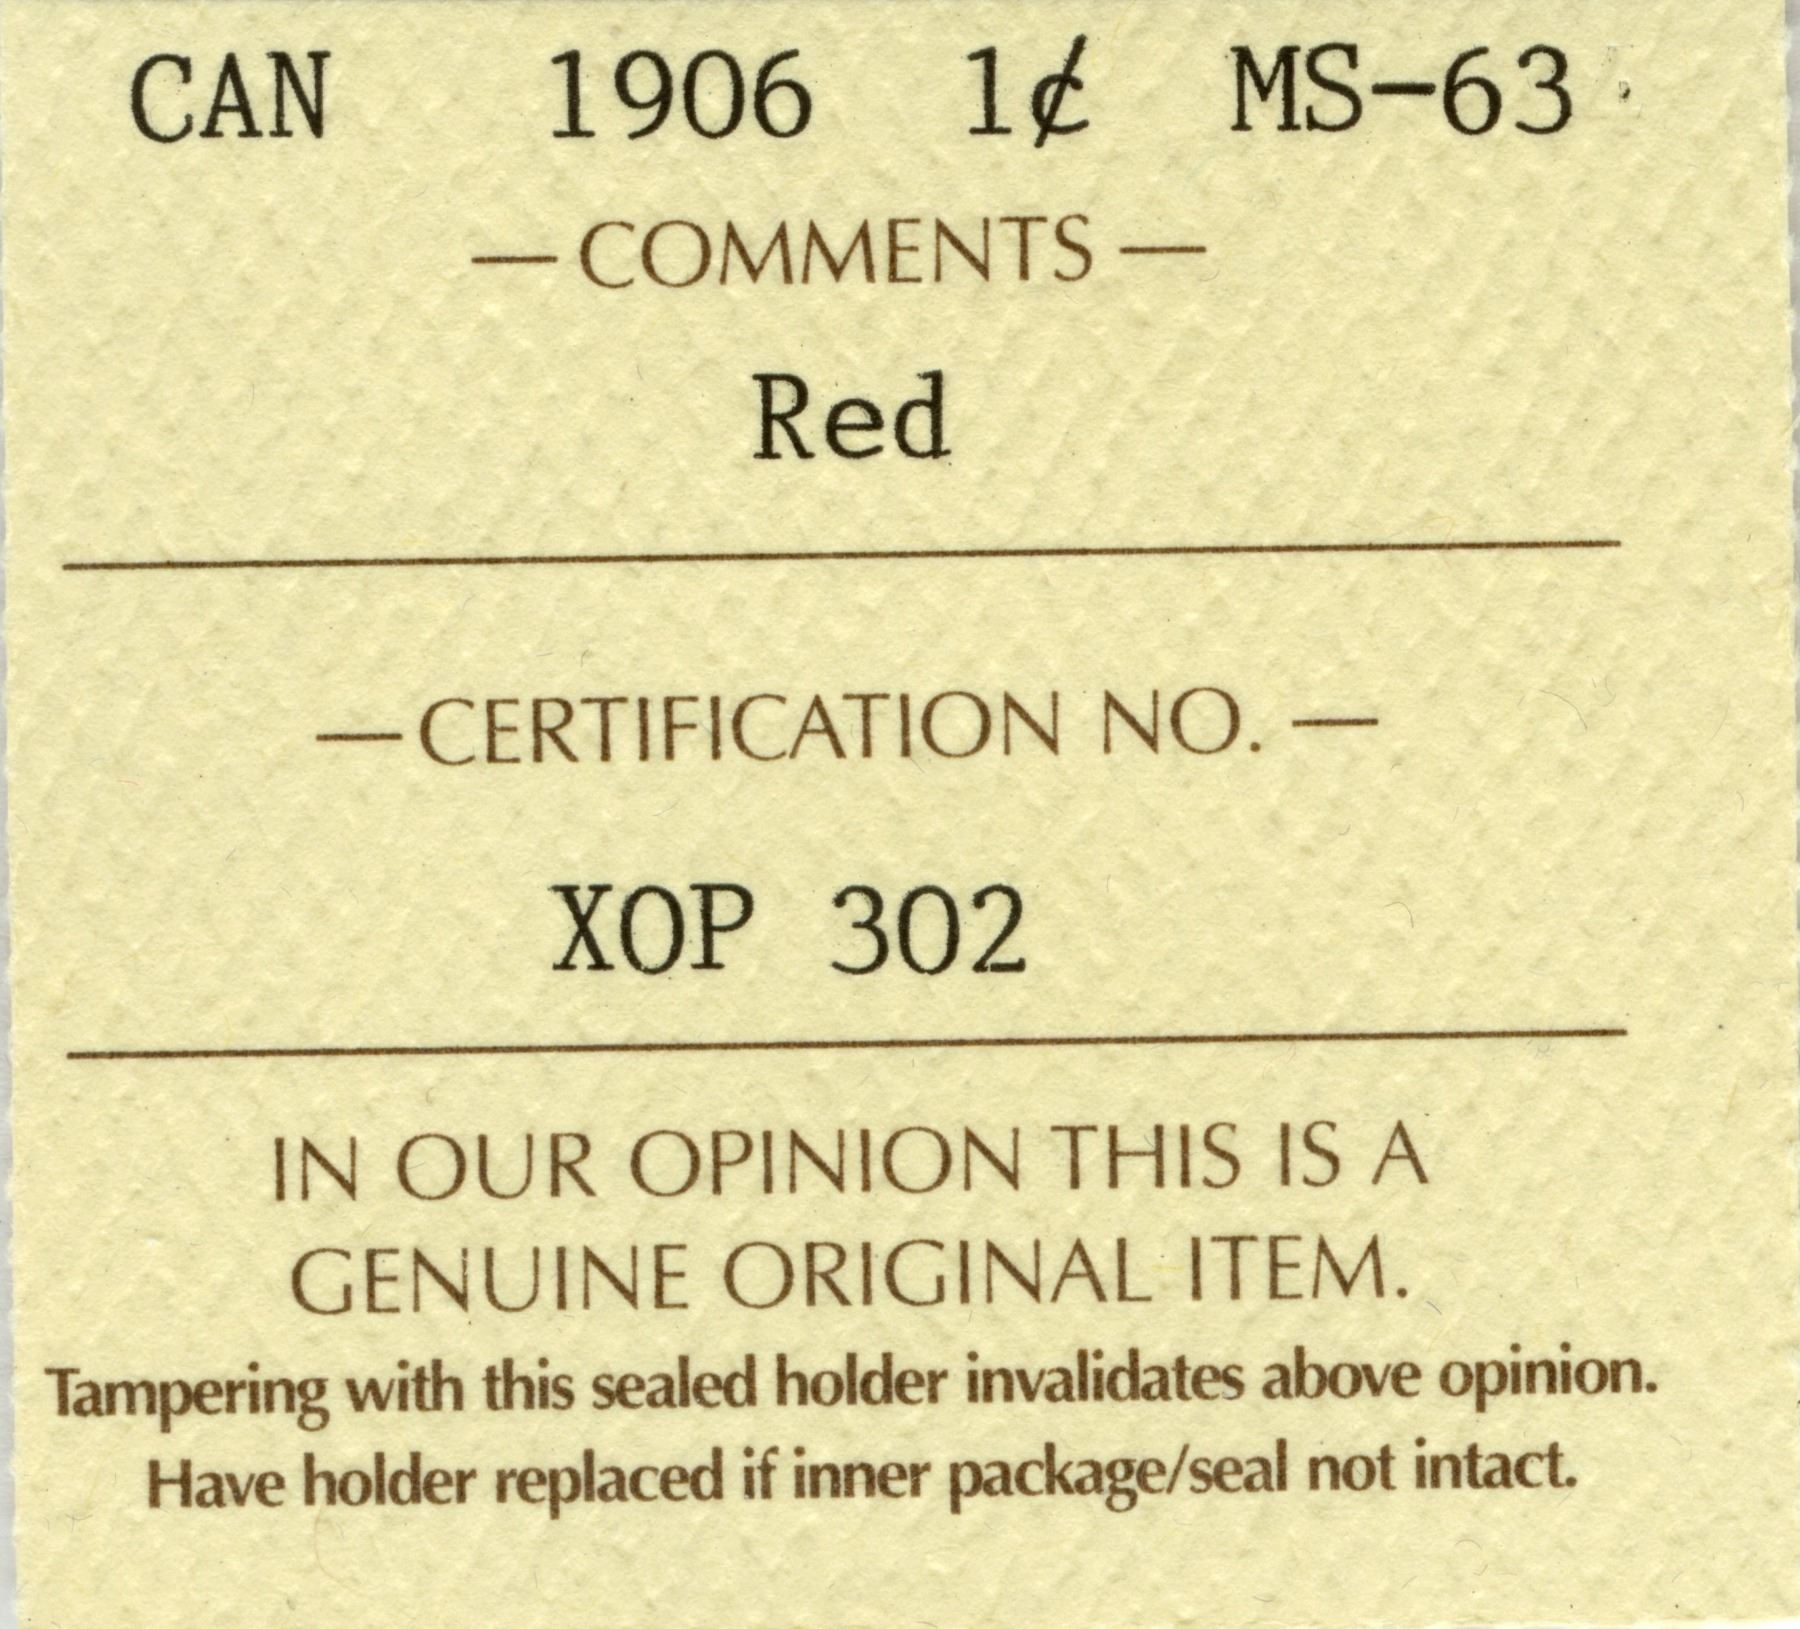 CAN 1906 1¢ MS-63
— COMMENTS —
Red
— CERTIFICATION NO. —
XOP 302
IN OUR OPINION THIS IS A
GENUINE ORIGINAL ITEM.
Tampering with this sealed holder invalidates above opinion.
Have holder replaced if inner package/seal not intact.